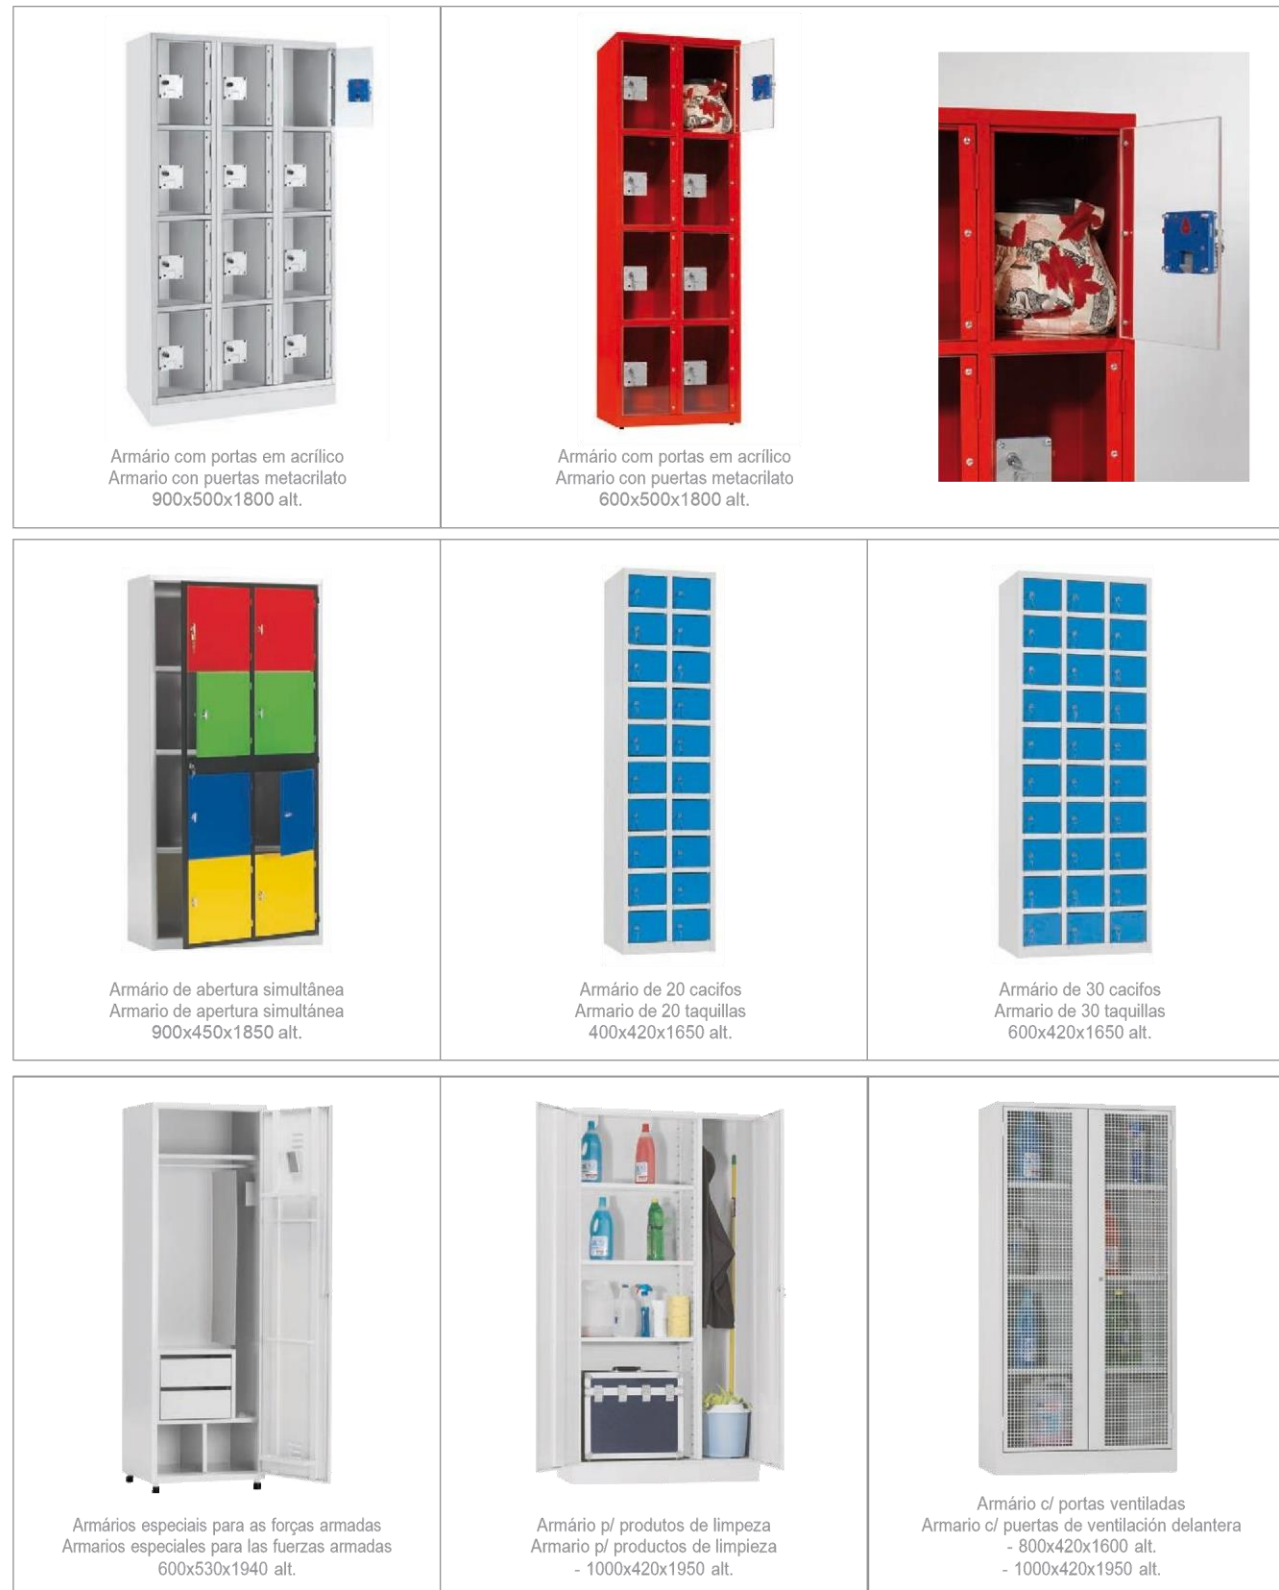 Armário com portas em acrílico
Armario con puertas metacrilato
900x500x1800 alt.
Armário com portas em acrílico
Armario con puertas metacrilato
600x500x1800 alt.
Armário de abertura simultânea
Armario de apertura simultánea
900x450x1850 alt.
Armário de 20 cacifos
Armario de 20 taquillas
400x420x1650 alt.
Armário de 30 cacifos
Armario de 30 taquillas
600x420x1650 alt.
Armários especiais para as forças armadas
Armarios especiales para las fuerzas armadas
600x530x1940 alt.
Armário p/ produtos de limpeza
Armario p/ productos de limpieza
- 1000x420x1950 alt.
Armário c/ portas ventiladas
Armario c/ puertas de ventilación delantera
- 800x420x1600 alt.
- 1000x420x1950 alt.